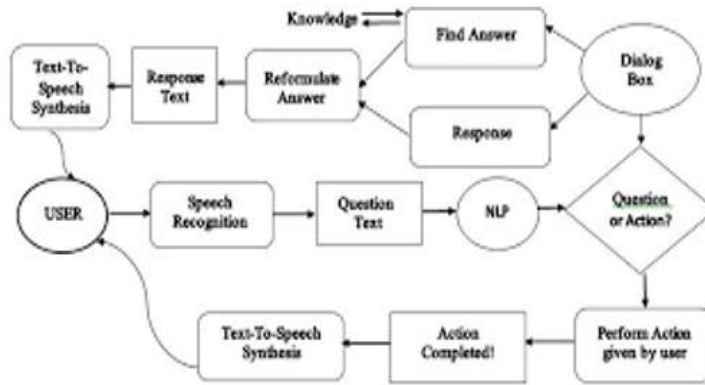 Knowledge
Find Answer
Dialog
Box
Text-To-
Speech
Synthesis
Response
Text
Reformulate
Answer
Response
USER
Speech
Recognition
Question
Text
NLP
Question
or Action?
Text-To-Speech
Synthesis
Action
Completed!
Perform Action
given by user